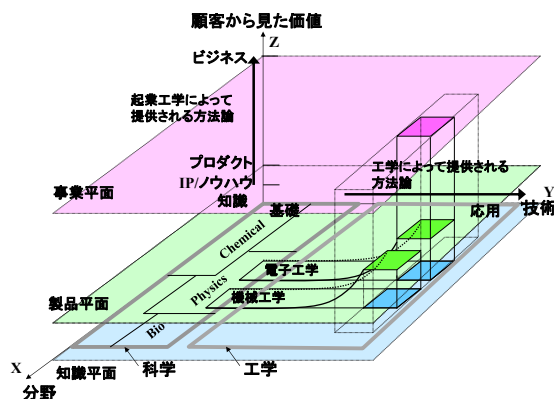 顧客から見た価値
Z
ビジネス
起業工学によって
提供される方法論
プロダクト
IP/ノウハウ
知識
事業平面
工学によって提供される
方法論
Y
技術
基礎
応用
Chemical
電子工学
Physics
機械工学
製品平面
Bio
X
知識平面
科学
工学
分野